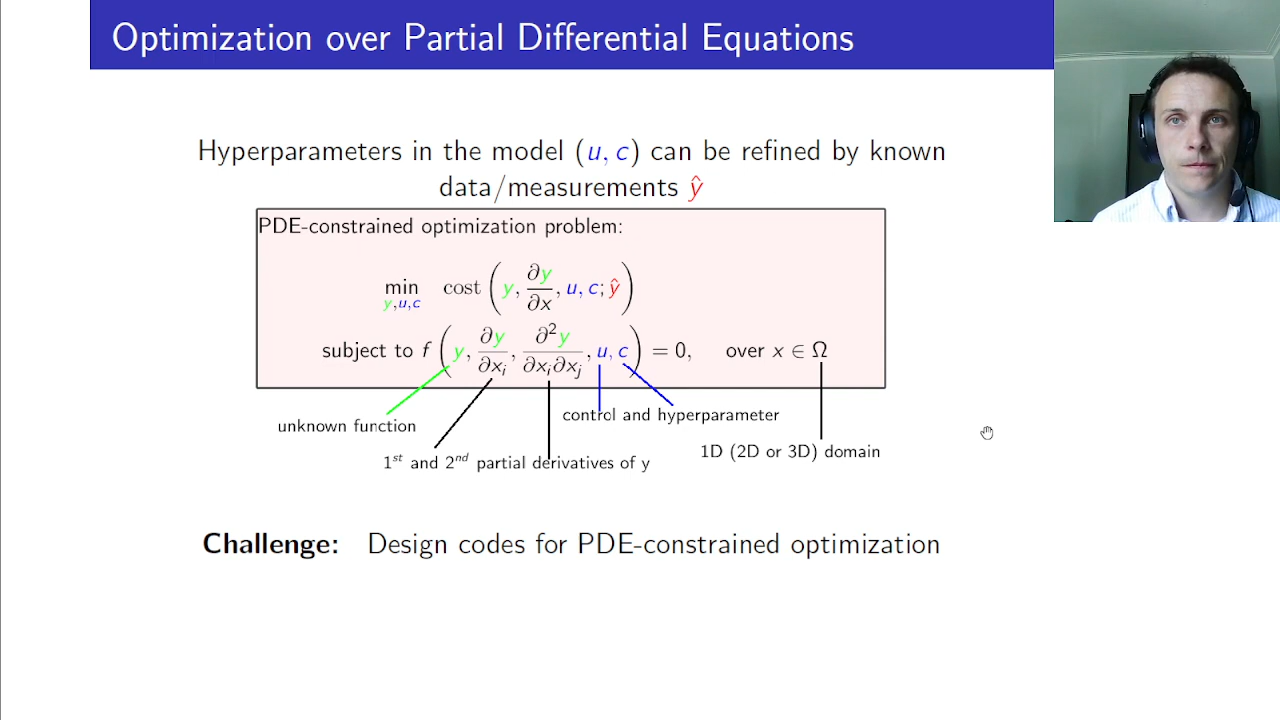 Optimization over Partial Differential Equations
Hyperparameters in the model (u, c) can be refined by known
data/measurements ŷ
PDE-constrained optimization problem:
min y,u,c cost (y, ∂y/∂x, u, c; ŷ)
subject to f (y, ∂y/∂xᵢ, ∂²y/∂xᵢ∂xⱼ, u, c) = 0, over x ∈ Ω
control and hyperparameter
unknown function
1D (2D or 3D) domain
1st and 2nd partial derivatives of y
Challenge: Design codes for PDE-constrained optimization